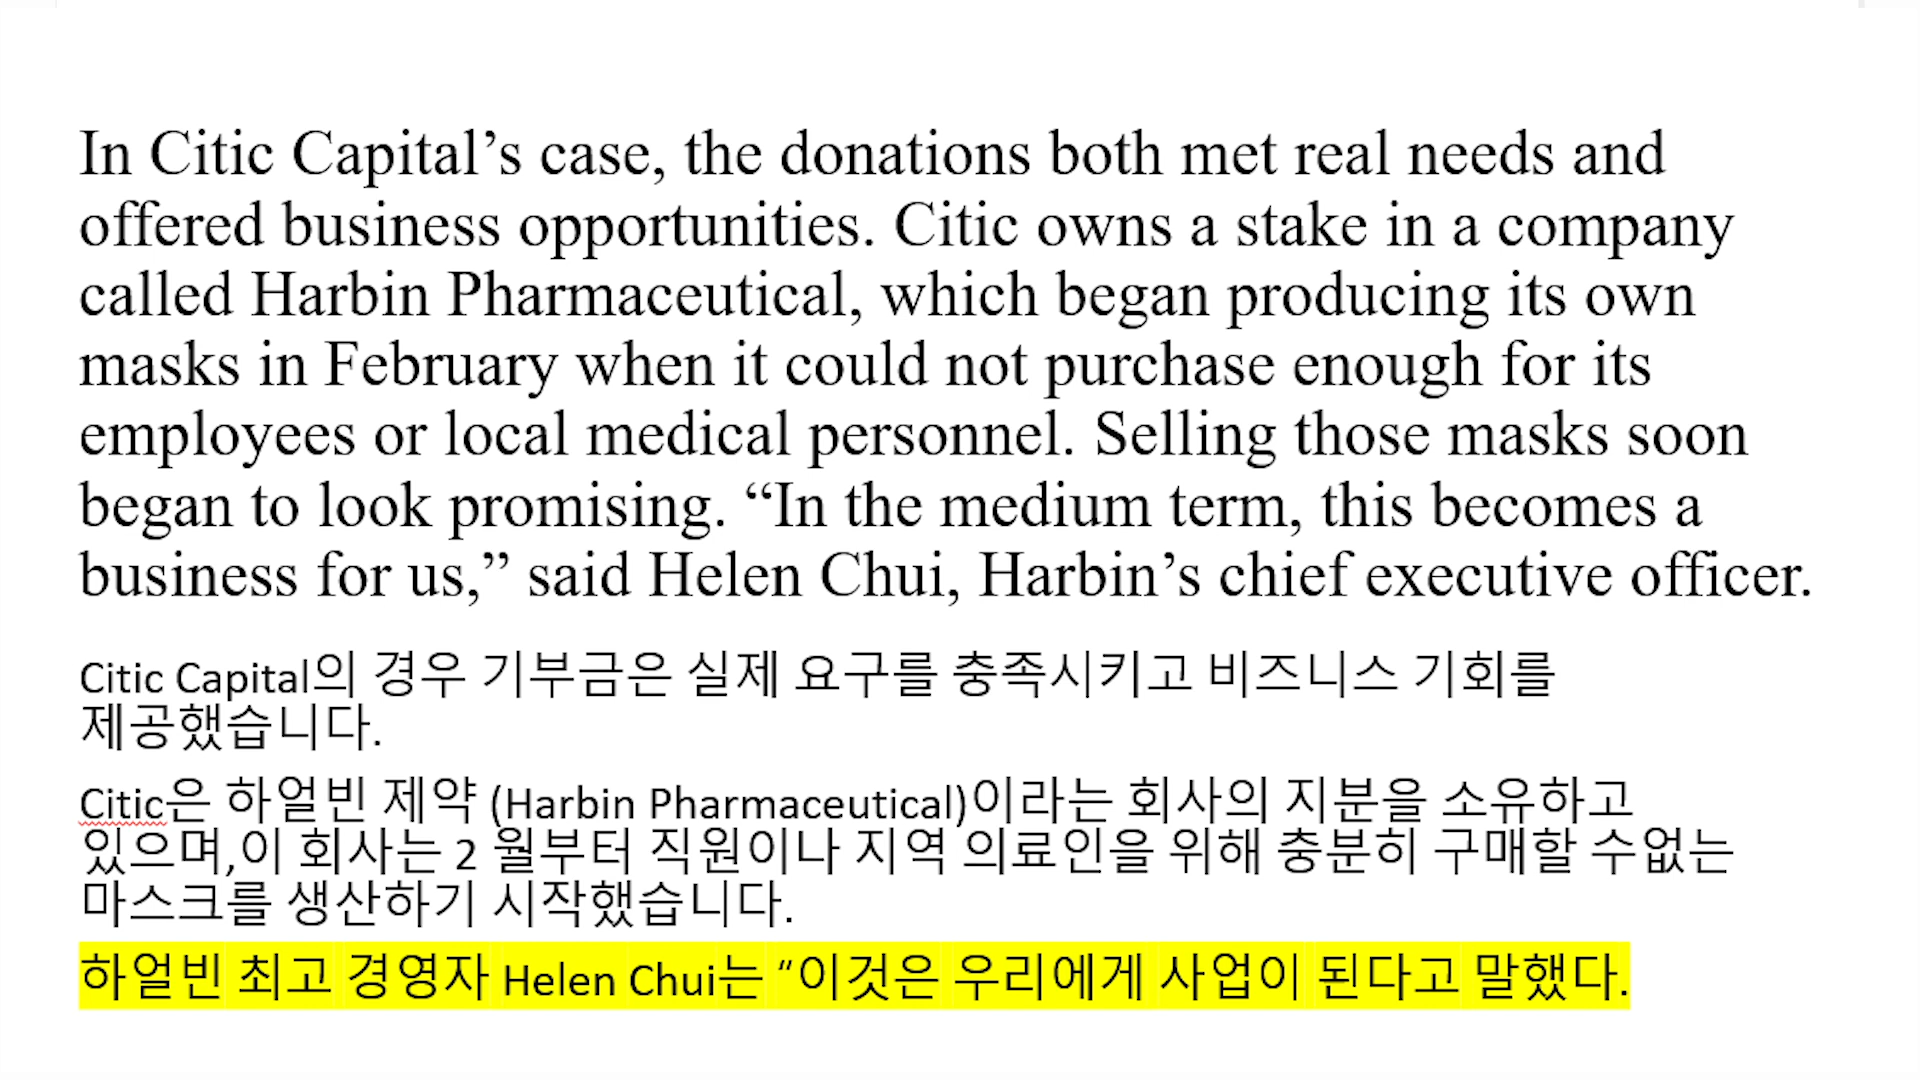 In Citic Capital’s case, the donations both met real needs and
offered business opportunities. Citic owns a stake in a company
called Harbin Pharmaceutical, which began producing its own
masks in February when it could not purchase enough for its
employees or local medical personnel. Selling those masks soon
began to look promising. “In the medium term, this becomes a
business for us,” said Helen Chui, Harbin’s chief executive officer.
Citic Capital의 경우 기부금은 실제 요구를 충족시키고 비즈니스 기회를
제공했습니다.
Citic은 하얼빈 제약 (Harbin Pharmaceutical)이라는 회사의 지분을 소유하고
있으며,이 회사는 2 월부터 직원이나 지역 의료인을 위해 충분히 구매할 수없는
마스크를 생산하기 시작했습니다.
하얼빈 최고 경영자 Helen Chui는 “이것은 우리에게 사업이 된다고 말했다.